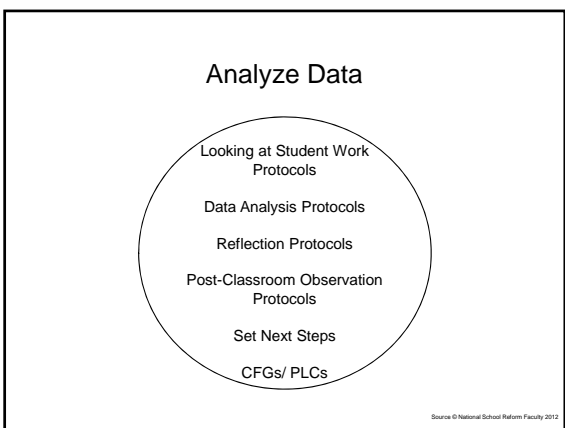 Analyze Data
Looking at Student Work
Protocols
Data Analysis Protocols
Reflection Protocols
Post-Classroom Observation
Protocols
Set Next Steps
CFGs/ PLCs
Source © National School Reform Faculty 2012